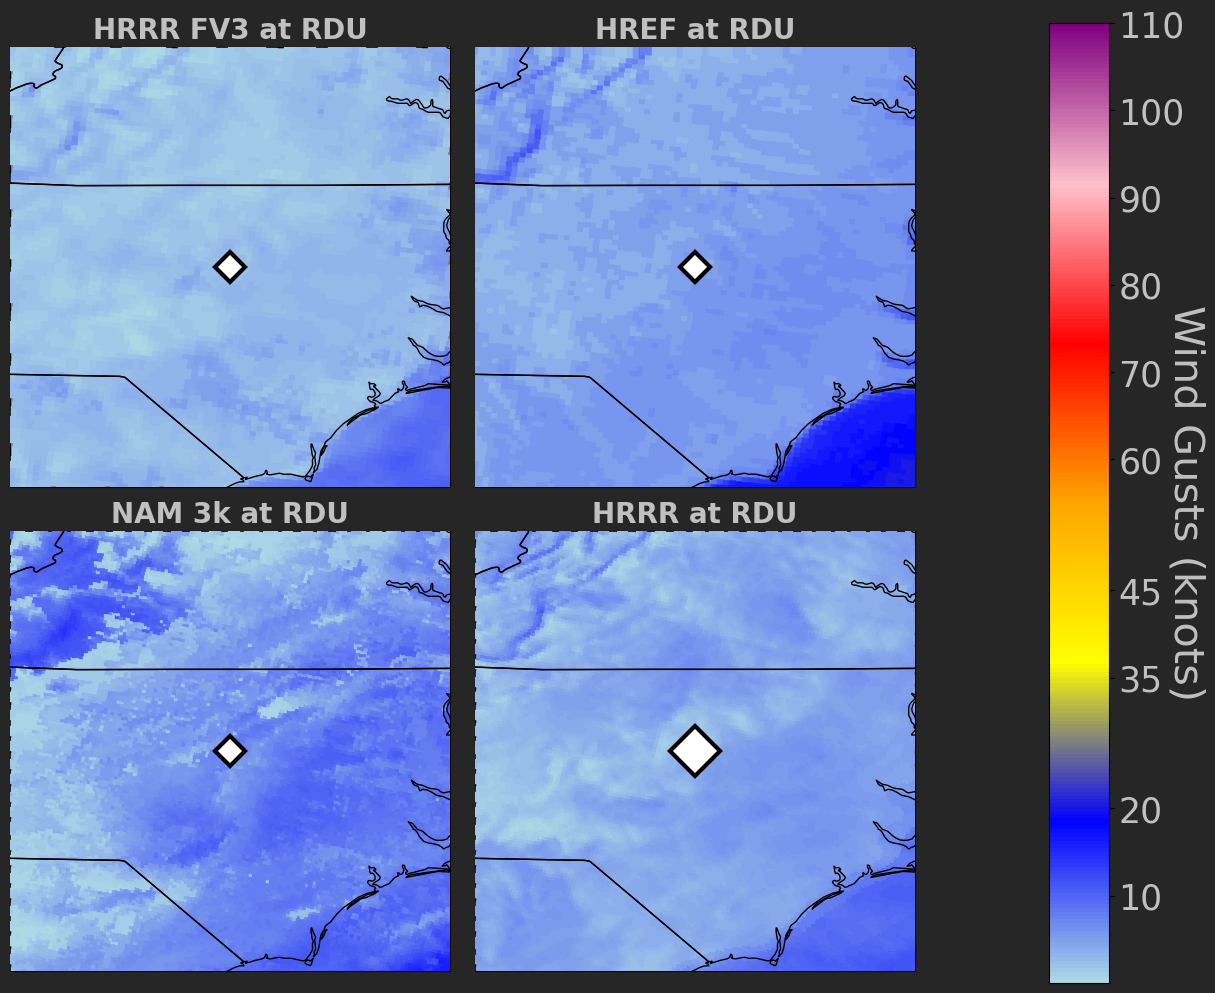 HRRR FV3 at RDU
HREF at RDU
NAM 3k at RDU
HRRR at RDU
110
100
90
80
70
60
45
35
20
10
Wind Gusts (knots)